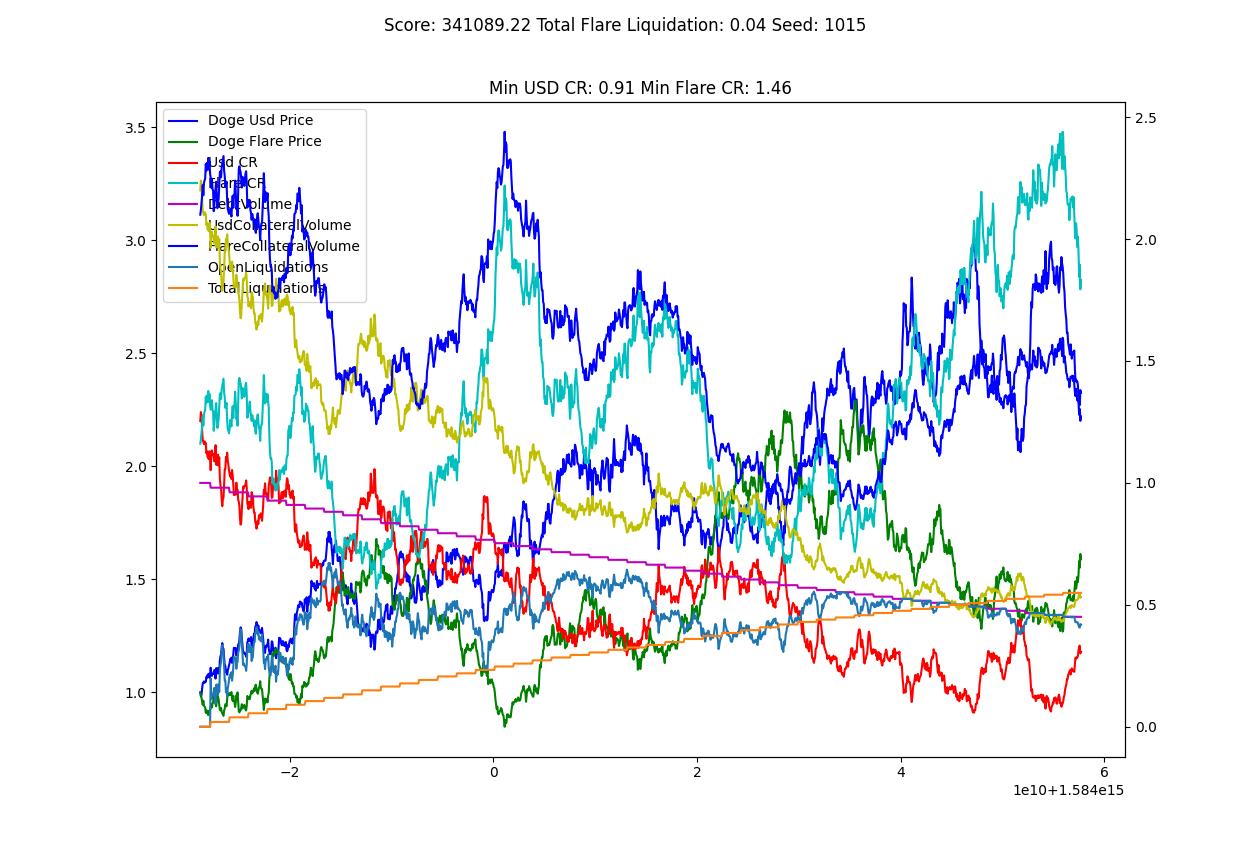 Score: 341089.22 Total Flare Liquidation: 0.04 Seed: 1015
Min USD CR: 0.91 Min Flare CR: 1.46
Doge Usd Price
Doge Flare Price
Usd CR
Flare CR
DebtVolume
UsdCollateralVolume
FlareCollateralVolume
OpenLiquidations
TotalLiquidations
3.5
3.0
2.5
2.0
1.5
1.0
2.5
2.0
1.5
1.0
0.5
0.0
−2
0
2
4
6
1e10+1.584e15